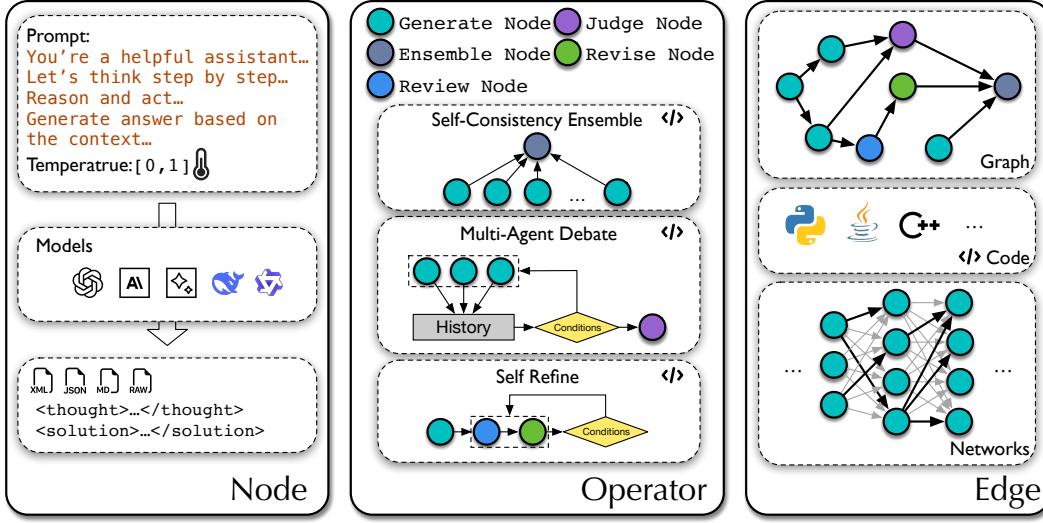 Prompt:
You're a helpful assistant…
Let's think step by step…
Reason and act…
Generate answer based on
the context…
Temperatrue:[0,1]
Models
A\
XML JSON MD RAW
<thought>…</thought>
<solution>…</solution>
Node
Generate Node
Judge Node
Ensemble Node
Revise Node
Review Node
Self-Consistency Ensemble </>
...
Multi-Agent Debate </>
History
Conditions
Self Refine </>
Conditions
Operator
Graph
C++
...
</> Code
...
...
Networks
Edge